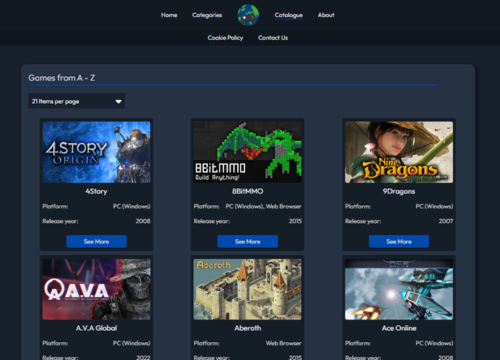 Home Categories Catalogue About
Cookie Policy Contact Us
Games from A - Z
21 Items per page
4STORY ORIGIN
8BitMMO
Build Anything!
Nine Dragons
4Story 8BitMMO 9Dragons
Platform: PC (Windows) Platform: PC (Windows), Web Browser Platform: PC (Windows)
Release year: 2008 Release year: 2015 Release year: 2007
See More See More See More
A.V.A
Aberoth
A.V.A Global Aberoth Ace Online
Platform: PC (Windows) Platform: Web Browser Platform: PC (Windows)
Release year: 2022 Release year: 2015 Release year: 2008